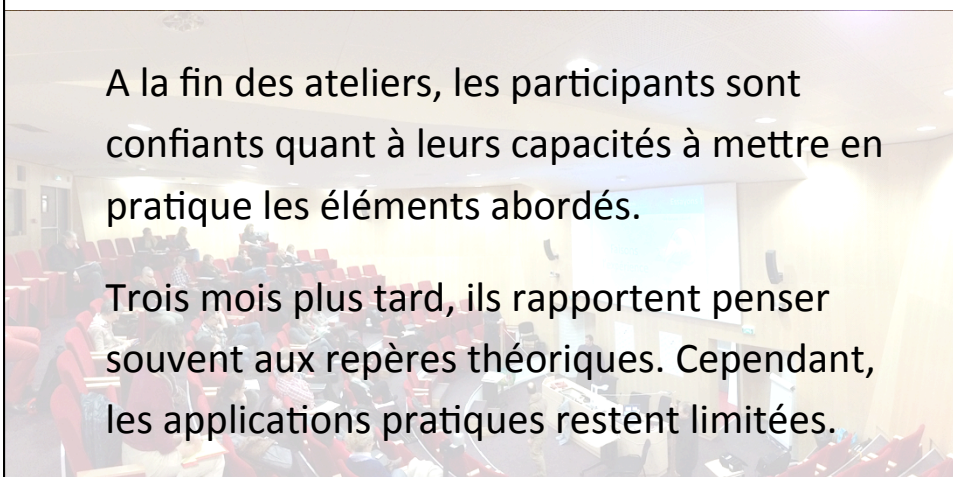 A la fin des ateliers, les participants sont
confiants quant à leurs capacités à mettre en
pratique les éléments abordés.
Trois mois plus tard, ils rapportent penser
souvent aux repères théoriques. Cependant,
les applications pratiques restent limitées.